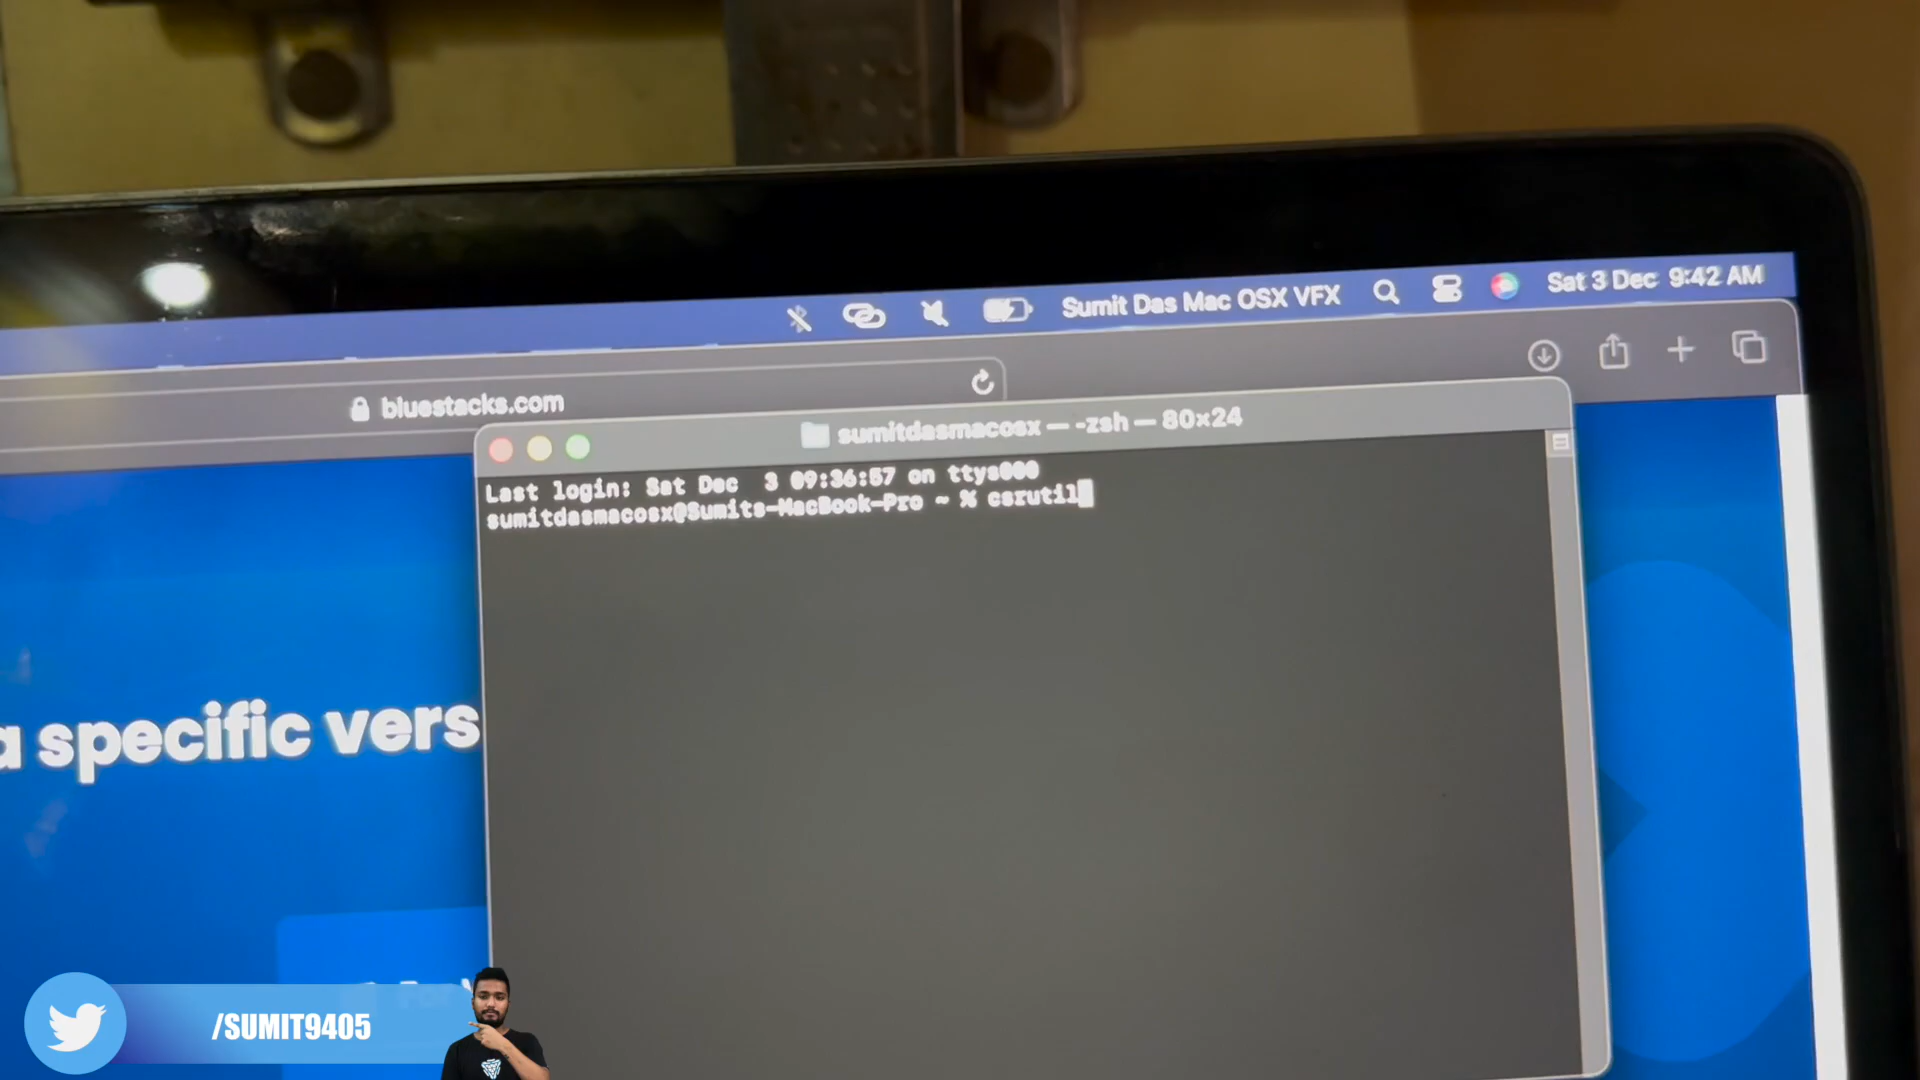 Sumit Das Mac OSX VFX Sat 3 Dec 9:42 AM
bluestacks.com
sumitdasmacosx — -zsh — 80×24
Last login: Sat Dec  3 09:36:57 on ttys000
sumitdasmacosx@Sumits-MacBook-Pro ~ % csrutil
a specific vers
/SUMIT9405